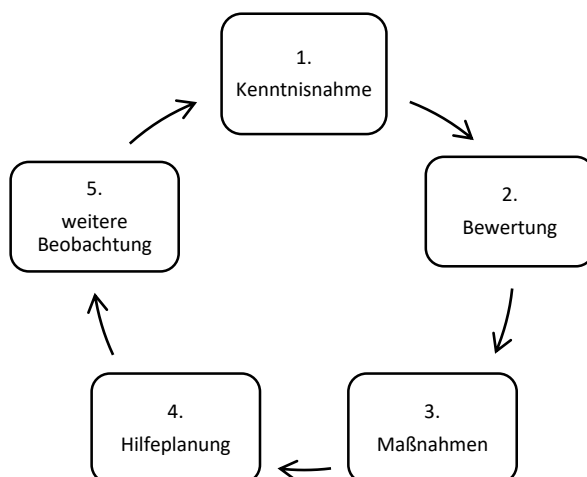 1.
Kenntnisnahme
2.
Bewertung
3.
Maßnahmen
4.
Hilfeplanung
5.
weitere
Beobachtung